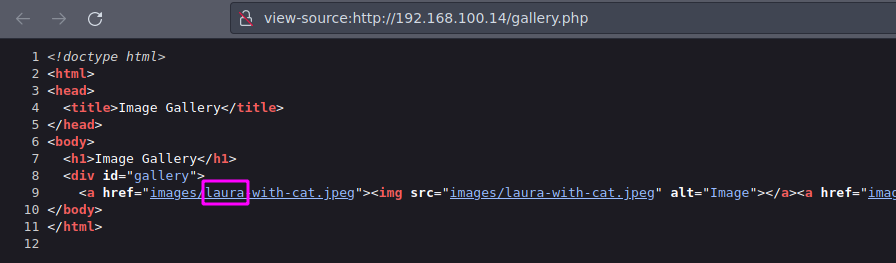 view-source:http://192.168.100.14/gallery.php
1 <!doctype html>
2 <html>
3 <head>
4   <title>Image Gallery</title>
5 </head>
6 <body>
7   <h1>Image Gallery</h1>
8   <div id="gallery">
9     <a href="images/laura-with-cat.jpeg"><img src="images/laura-with-cat.jpeg" alt="Image"></a><a href="ima
10 </body>
11 </html>
12